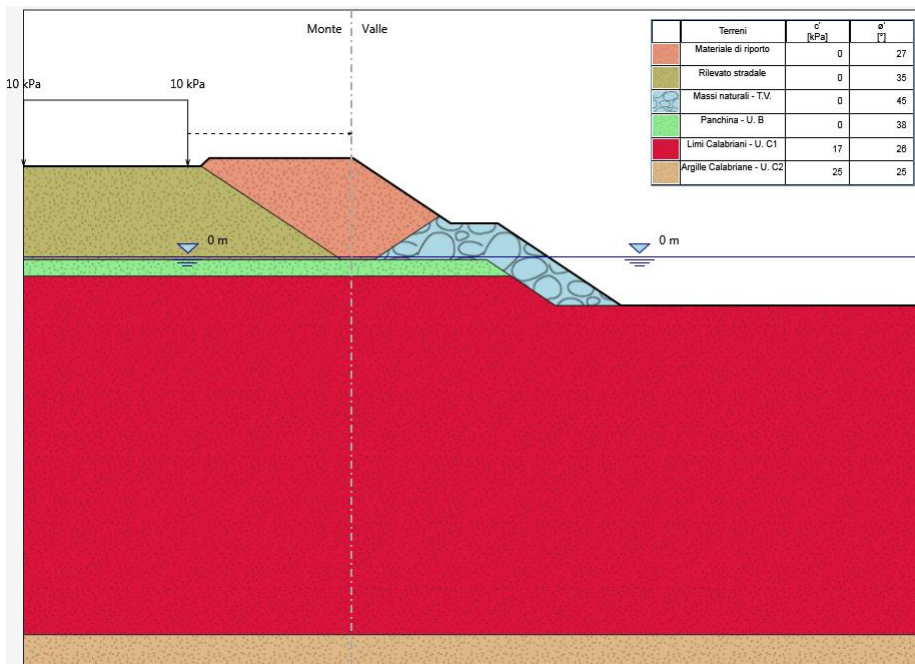 Monte Valle
10 kPa 10 kPa
0 m 0 m
Terreni c' [kPa] ø' [°]
Materiale di riporto 0 27
Rilevato stradale 0 35
Massi naturali - T.V. 0 45
Panchina - U. B 0 38
Limi Calabriani - U. C1 17 26
Argille Calabriane - U. C2 25 25